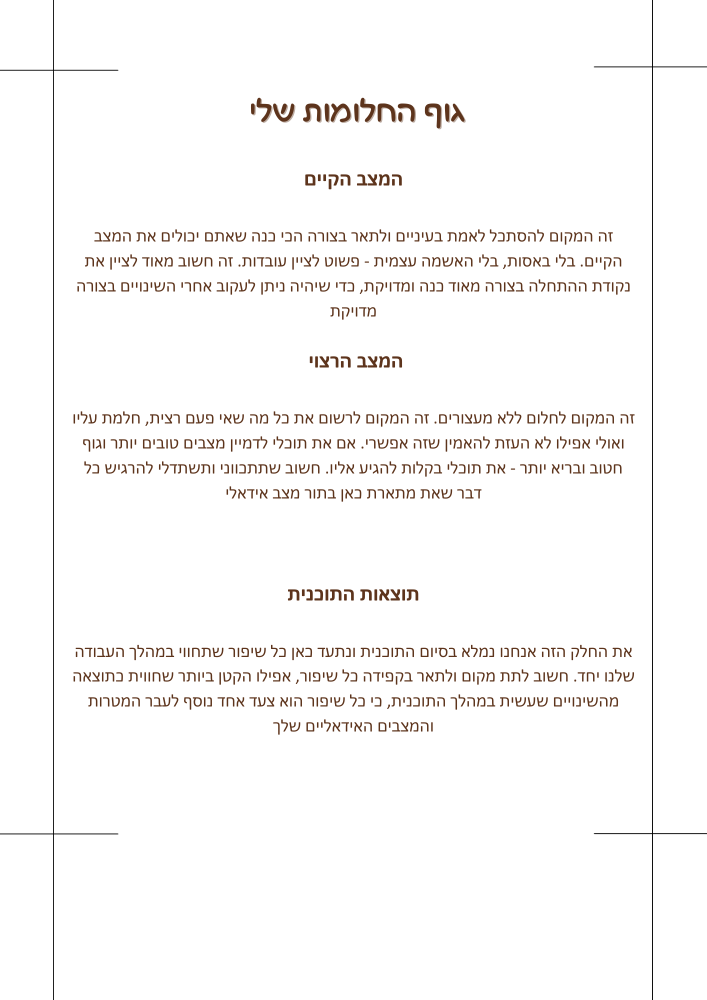 גוף החלומות שלי
המצב הקיים
זה המקום להסתכל לאמת בעיניים ולתאר בצורה הכי כנה שאתם יכולים את המצב
הקיים. בלי באסות, בלי האשמה עצמית - פשוט לציין עובדות. זה חשוב מאוד לציין את
נקודת ההתחלה בצורה מאוד כנה ומדויקת, כדי שיהיה ניתן לעקוב אחרי השינויים בצורה
מדויקת
המצב הרצוי
זה המקום לחלום ללא מעצורים. זה המקום לרשום את כל מה שאי פעם רצית, חלמת עליו
ואולי אפילו לא העזת להאמין שזה אפשרי. אם את תוכלי לדמיין מצבים טובים יותר וגוף
חטוב ובריא יותר - את תוכלי בקלות להגיע אליו. חשוב שתתכווני ותשתדלי להרגיש כל
דבר שאת מתארת כאן בתור מצב אידאלי
תוצאות התוכנית
את החלק הזה אנחנו נמלא בסיום התוכנית ונתעד כאן כל שיפור שתחווי במהלך העבודה
שלנו יחד. חשוב לתת מקום ולתאר בקפידה כל שיפור, אפילו הקטן ביותר שחווית כתוצאה
מהשינויים שעשית במהלך התוכנית, כי כל שיפור הוא צעד אחד נוסף לעבר המטרות
והמצבים האידאליים שלך